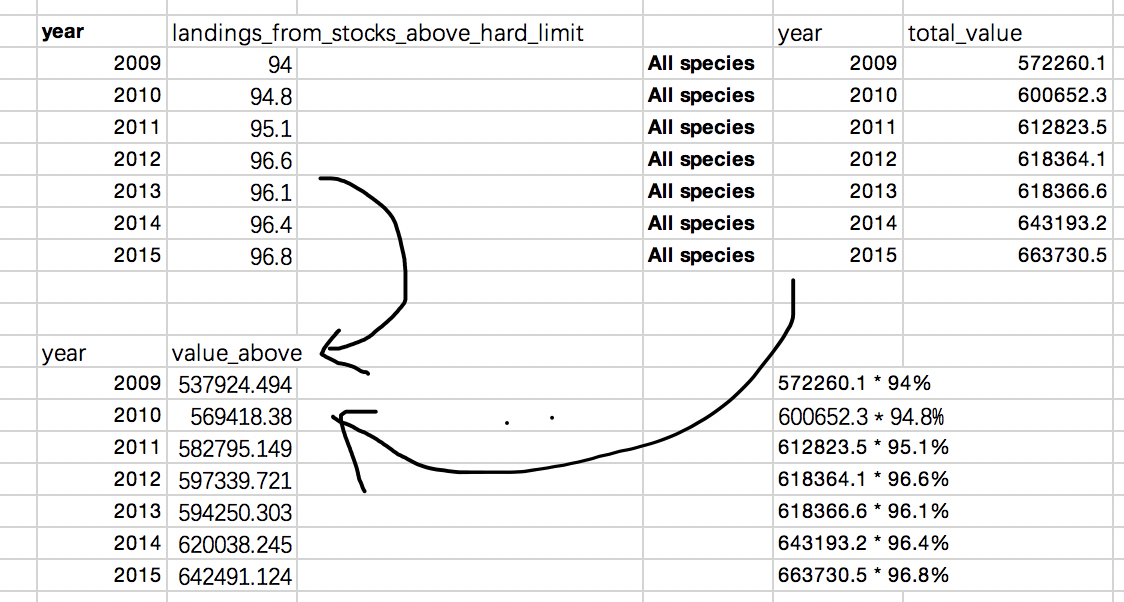 year landings_from_stocks_above_hard_limit year total_value
2009 94 All species 2009 572260.1
2010 94.8 All species 2010 600652.3
2011 95.1 All species 2011 612823.5
2012 96.6 All species 2012 618364.1
2013 96.1 All species 2013 618366.6
2014 96.4 All species 2014 643193.2
2015 96.8 All species 2015 663730.5
year value_above
2009 537924.494 572260.1 * 94%
2010 569418.38 600652.3 * 94.8%
2011 582795.149 612823.5 * 95.1%
2012 597339.721 618364.1 * 96.6%
2013 594250.303 618366.6 * 96.1%
2014 620038.245 643193.2 * 96.4%
2015 642491.124 663730.5 * 96.8%